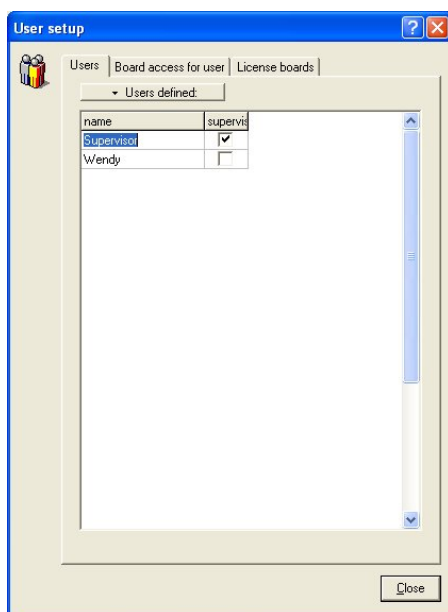 User setup
Users Board access for user License boards
Users defined:
name supervis
Supervisor
Wendy
Close